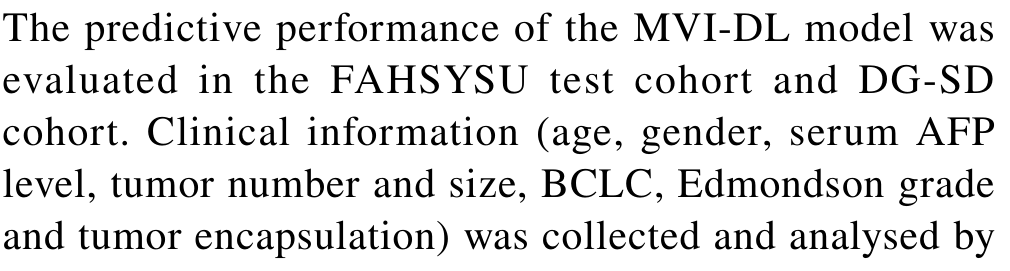 The predictive performance of the MVI-DL model was
evaluated in the FAHSYSU test cohort and DG-SD
cohort. Clinical information (age, gender, serum AFP
level, tumor number and size, BCLC, Edmondson grade
and tumor encapsulation) was collected and analysed by